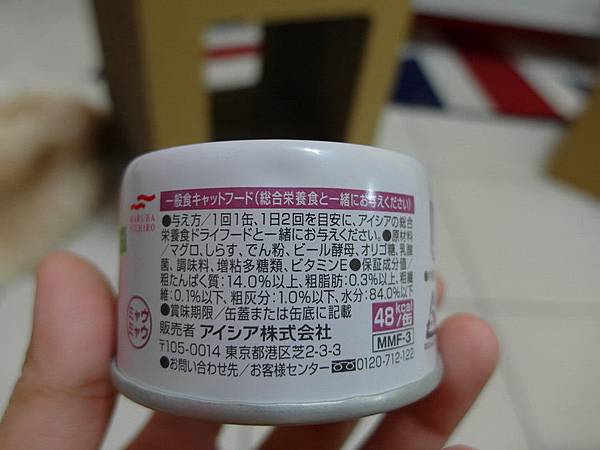 一般食キャットフード(総合栄養食と一緒にお与えください)
●与え方/1回1缶、1日2回を目安に、アイシアの総合
栄養食ドライフードと一緒にお与えください。●原材料
/マグロ、しらす、でん粉、ビール酵母、オリゴ糖、乳酸
菌、調味料、増粘多糖類、ビタミンE●保証成分値/
粗たんぱく質:14.0%以上、粗脂肪:0.3%以上、粗繊
維:0.1%以下、粗灰分:1.0%以下、水分:84.0%以下
●賞味期限/缶蓋または缶底に記載
販売者 アイシア株式会社
〒105-0014 東京都港区芝2-3-3
●お問い合わせ先/お客様センター 0120-712-122
48kcal/缶
MMF-3
MARUHA
NICHIRO
ミャウミャウ